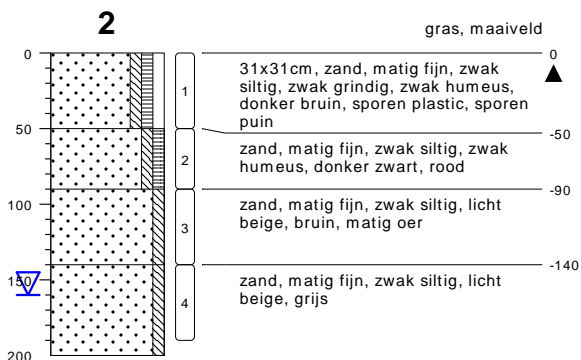 2
gras, maaiveld
0
50
100
150
200
1
2
3
4
0
31x31cm, zand, matig fijn, zwak
siltig, zwak grindig, zwak humeus,
donker bruin, sporen plastic, sporen
puin
-50
zand, matig fijn, zwak siltig, zwak
humeus, donker zwart, rood
-90
zand, matig fijn, zwak siltig, licht
beige, bruin, matig oer
-140
zand, matig fijn, zwak siltig, licht
beige, grijs